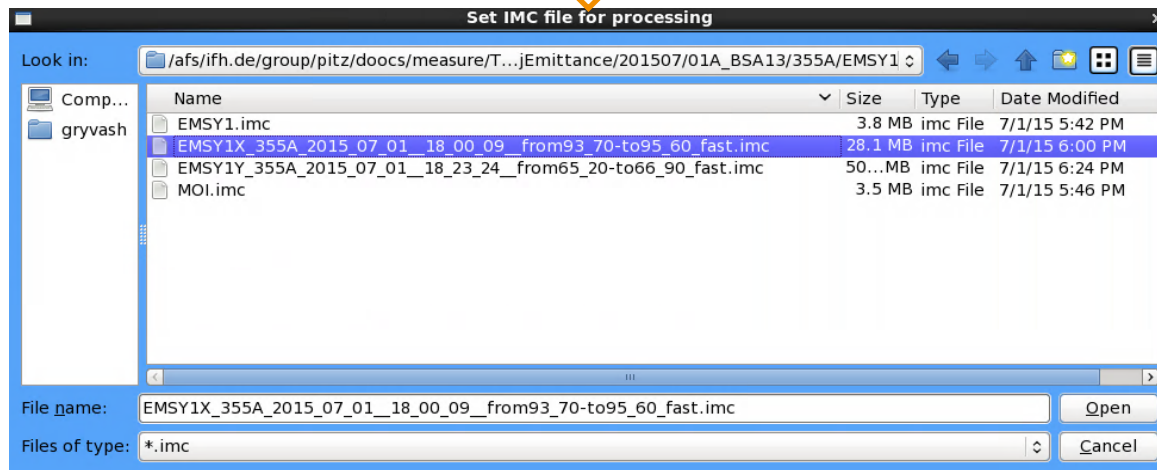 Set IMC file for processing
Look in: /afs/ifh.de/group/pitz/doocs/measure/T...jEmittance/201507/01A_BSA13/355A/EMSY1
Comp...
gryvash
Name Size Type Date Modified
EMSY1.imc 3.8 MB imc File 7/1/15 5:42 PM
EMSY1X_355A_2015_07_01__18_00_09__from93_70-to95_60_fast.imc 28.1 MB imc File 7/1/15 6:00 PM
EMSY1Y_355A_2015_07_01__18_23_24__from65_20-to66_90_fast.imc 50...MB imc File 7/1/15 6:24 PM
MOI.imc 3.5 MB imc File 7/1/15 5:46 PM
File name: EMSY1X_355A_2015_07_01__18_00_09__from93_70-to95_60_fast.imc Open
Files of type: *.imc Cancel